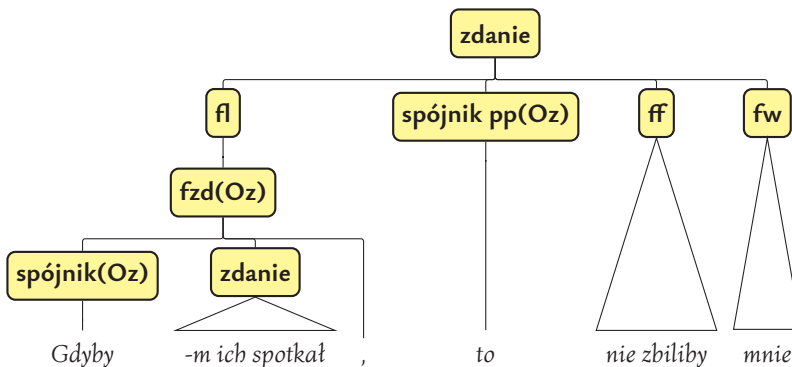 zdanie
fl spójnik pp(Oz) ff fw
fzd(Oz)
spójnik(Oz) zdanie
Gdyby -m ich spotkał , to nie zbiliby mnie